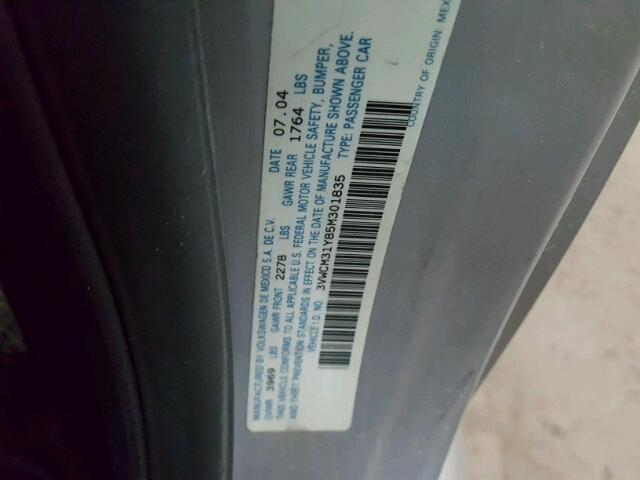 MANUFACTURED BY VOLKSWAGEN DE MEXICO S.A. DE C.V. DATE 07.04
GVWR 3969 LBS GAWR FRONT 2278 LBS GAWR REAR 1764 LBS
THIS VEHICLE CONFORMS TO ALL APPLICABLE U.S. FEDERAL MOTOR VEHICLE SAFETY, BUMPER,
AND THEFT PREVENTION STANDARDS IN EFFECT ON THE DATE OF MANUFACTURE SHOWN ABOVE.
VEHICLE I.D. NO. 3VWCM31Y85M301835 TYPE: PASSENGER CAR
COUNTRY OF ORIGIN: MEX